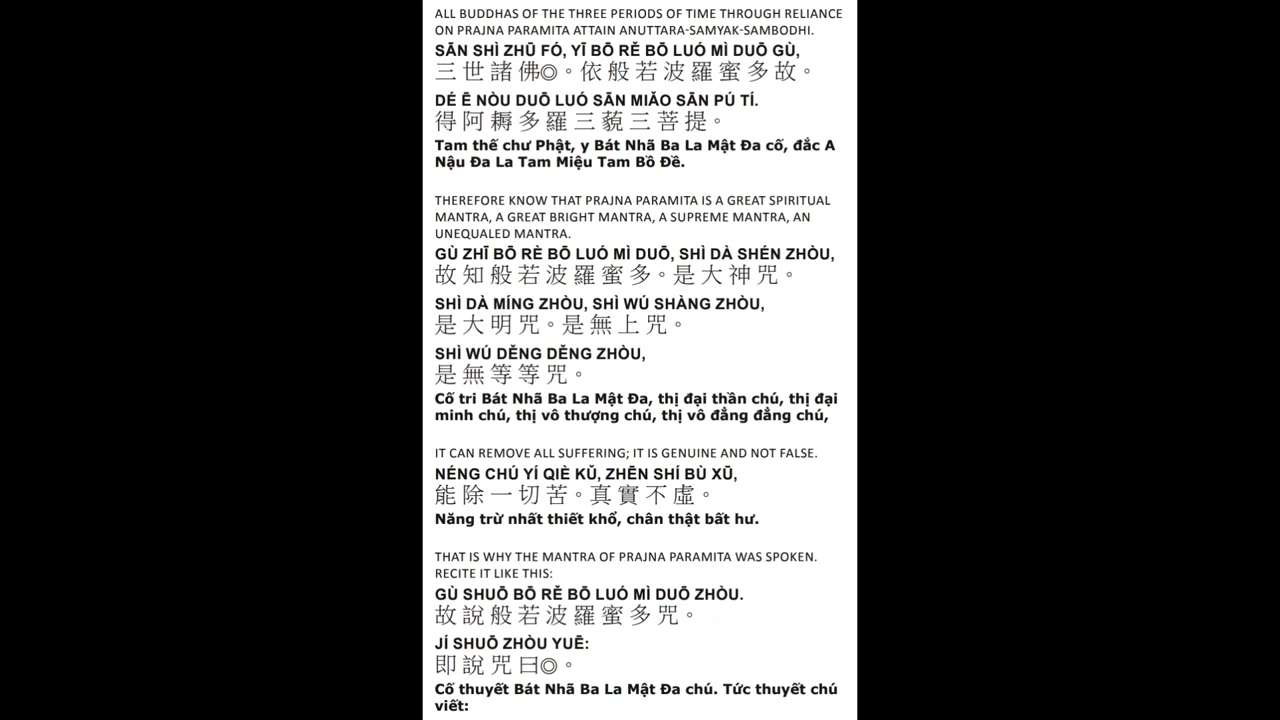 ALL BUDDHAS OF THE THREE PERIODS OF TIME THROUGH RELIANCE
ON PRAJNA PARAMITA ATTAIN ANUTTARA-SAMYAK-SAMBODHI.
SĀN SHÌ ZHŪ FÓ, YĪ BŌ RĚ BŌ LUÓ MÌ DUŌ GÙ,
三世諸佛◎。依般若波羅蜜多故。
DÉ Ē NÒU DUŌ LUÓ SĀN MIǍO SĀN PÚ TÍ.
得阿耨多羅三藐三菩提。
Tam thế chư Phật, y Bát Nhã Ba La Mật Đa cố, đắc A
Nậu Đa La Tam Miệu Tam Bồ Đề.
THEREFORE KNOW THAT PRAJNA PARAMITA IS A GREAT SPIRITUAL
MANTRA, A GREAT BRIGHT MANTRA, A SUPREME MANTRA, AN
UNEQUALED MANTRA.
GÙ ZHĪ BŌ RÈ BŌ LUÓ MÌ DUŌ, SHÌ DÀ SHÉN ZHÒU,
故知般若波羅蜜多。是大神咒。
SHÌ DÀ MÍNG ZHÒU, SHÌ WÚ SHÀNG ZHÒU,
是大明咒。是無上咒。
SHÌ WÚ DĚNG DĚNG ZHÒU,
是無等等咒。
Cố tri Bát Nhã Ba La Mật Đa, thị đại thần chú, thị đại
minh chú, thị vô thượng chú, thị vô đẳng đẳng chú,
IT CAN REMOVE ALL SUFFERING; IT IS GENUINE AND NOT FALSE.
NÉNG CHÚ YÍ QIÈ KǓ, ZHĒN SHÍ BÙ XŪ,
能除一切苦。真實不虛。
Năng trừ nhất thiết khổ, chân thật bất hư.
THAT IS WHY THE MANTRA OF PRAJNA PARAMITA WAS SPOKEN.
RECITE IT LIKE THIS:
GÙ SHUŌ BŌ RĚ BŌ LUÓ MÌ DUŌ ZHÒU.
故說般若波羅蜜多咒。
JÍ SHUŌ ZHÒU YUĒ:
即說咒曰◎。
Cố thuyết Bát Nhã Ba La Mật Đa chú. Tức thuyết chú
viết: